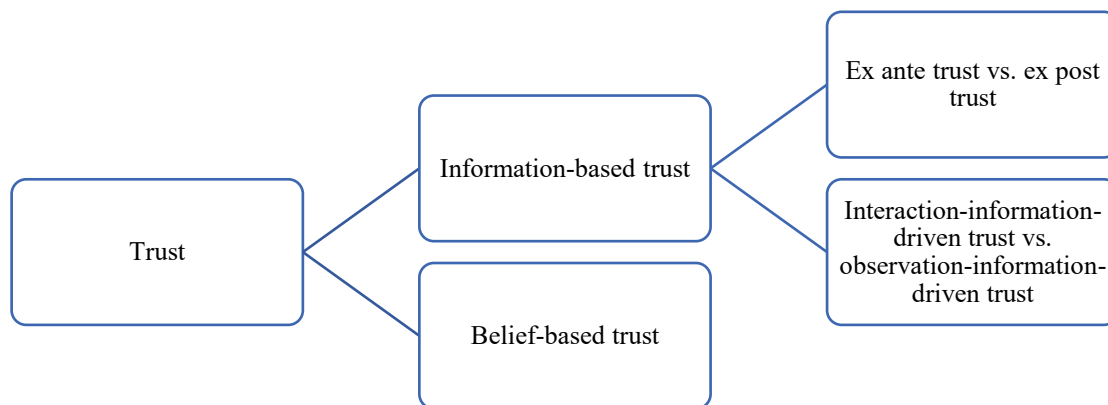 Trust
Information-based trust
Belief-based trust
Ex ante trust vs. ex post
trust
Interaction-information-
driven trust vs.
observation-information-
driven trust